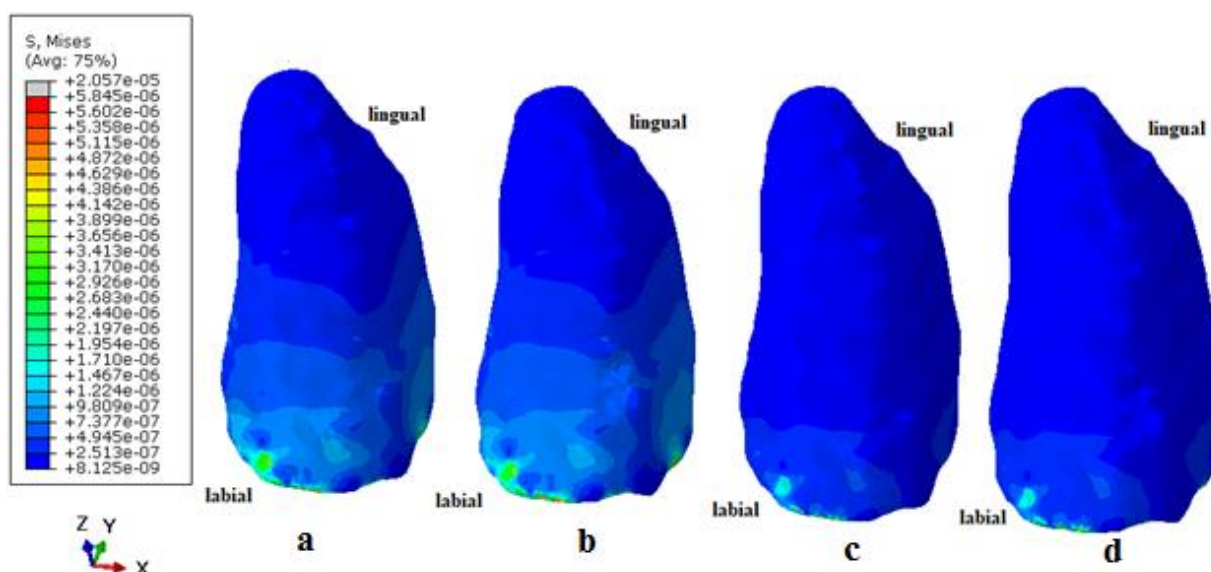 S, Mises
(Avg: 75%)
+2.057e-05
+5.845e-06
+5.602e-06
+5.358e-06
+5.115e-06
+4.872e-06
+4.629e-06
+4.386e-06
+4.142e-06
+3.899e-06
+3.656e-06
+3.413e-06
+3.170e-06
+2.926e-06
+2.683e-06
+2.440e-06
+2.197e-06
+1.954e-06
+1.710e-06
+1.467e-06
+1.224e-06
+9.809e-07
+7.377e-07
+4.945e-07
+2.513e-07
+8.125e-09
Z Y
X
lingual
labial
a
lingual
labial
b
lingual
labial
c
lingual
labial
d